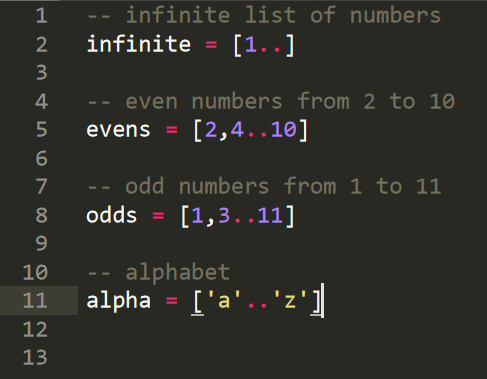 1 -- infinite list of numbers
2 infinite = [1..]
3
4 -- even numbers from 2 to 10
5 evens = [2,4..10]
6
7 -- odd numbers from 1 to 11
8 odds = [1,3..11]
9
10 -- alphabet
11 alpha = ['a'..'z']
12
13